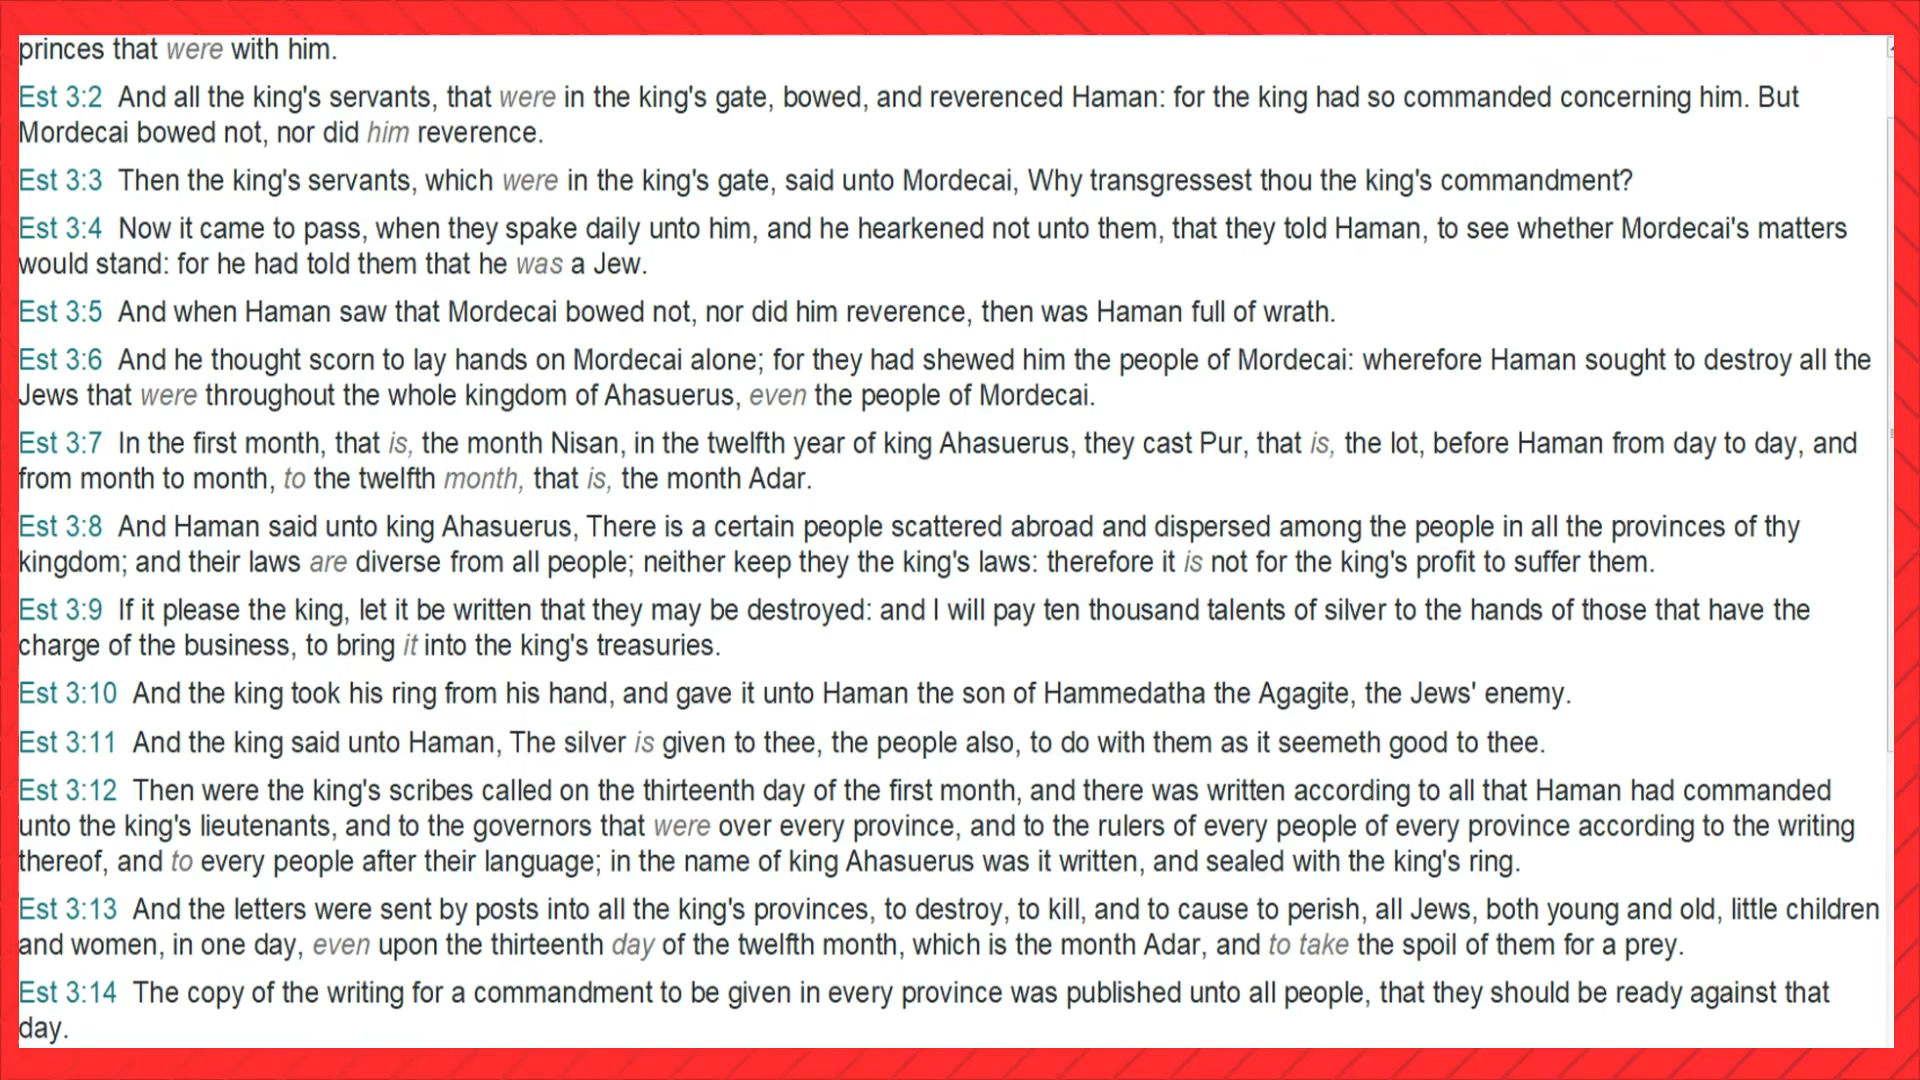 princes that were with him.
Est 3:2 And all the king's servants, that were in the king's gate, bowed, and reverenced Haman: for the king had so commanded concerning him. But
Mordecai bowed not, nor did him reverence.
Est 3:3 Then the king's servants, which were in the king's gate, said unto Mordecai, Why transgressest thou the king's commandment?
Est 3:4 Now it came to pass, when they spake daily unto him, and he hearkened not unto them, that they told Haman, to see whether Mordecai's matters
would stand: for he had told them that he was a Jew.
Est 3:5 And when Haman saw that Mordecai bowed not, nor did him reverence, then was Haman full of wrath.
Est 3:6 And he thought scorn to lay hands on Mordecai alone; for they had shewed him the people of Mordecai: wherefore Haman sought to destroy all the
Jews that were throughout the whole kingdom of Ahasuerus, even the people of Mordecai.
Est 3:7 In the first month, that is, the month Nisan, in the twelfth year of king Ahasuerus, they cast Pur, that is, the lot, before Haman from day to day, and
from month to month, to the twelfth month, that is, the month Adar.
Est 3:8 And Haman said unto king Ahasuerus, There is a certain people scattered abroad and dispersed among the people in all the provinces of thy
kingdom; and their laws are diverse from all people; neither keep they the king's laws: therefore it is not for the king's profit to suffer them.
Est 3:9 If it please the king, let it be written that they may be destroyed: and I will pay ten thousand talents of silver to the hands of those that have the
charge of the business, to bring it into the king's treasuries.
Est 3:10 And the king took his ring from his hand, and gave it unto Haman the son of Hammedatha the Agagite, the Jews' enemy.
Est 3:11 And the king said unto Haman, The silver is given to thee, the people also, to do with them as it seemeth good to thee.
Est 3:12 Then were the king's scribes called on the thirteenth day of the first month, and there was written according to all that Haman had commanded
unto the king's lieutenants, and to the governors that were over every province, and to the rulers of every people of every province according to the writing
thereof, and to every people after their language; in the name of king Ahasuerus was it written, and sealed with the king's ring.
Est 3:13 And the letters were sent by posts into all the king's provinces, to destroy, to kill, and to cause to perish, all Jews, both young and old, little children
and women, in one day, even upon the thirteenth day of the twelfth month, which is the month Adar, and to take the spoil of them for a prey.
Est 3:14 The copy of the writing for a commandment to be given in every province was published unto all people, that they should be ready against that
day.